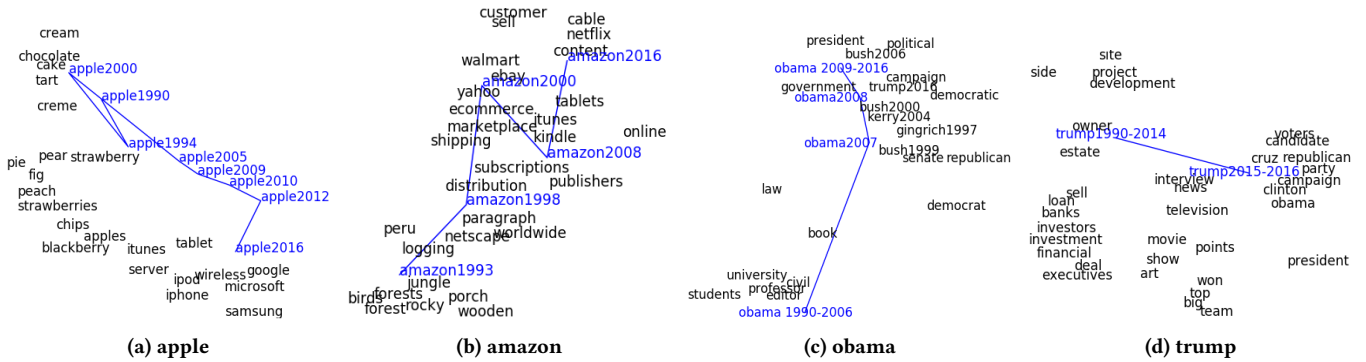 cream
chocolate
cake
apple2000
tart
apple1990
creme
apple1994
pear
strawberry
apple2005
pie
fig
apple2009
apple2010
peach
apple2012
strawberries
chips
apples
blackberry
itunes
tablet
apple2016
server
ipod
wireless
google
iphone
microsoft
samsung
(a) apple
customer
sell
cable
netflix
content
amazon2016
walmart
ebay
amazon2000
yahoo
ecommerce
tablets
marketplace
itunes
shipping
kindle
online
amazon2008
subscriptions
publishers
distribution
amazon1998
paragraph
peru
netscape
worldwide
logging
amazon1993
jungle
birds
forests
forest
rocky
porch
wooden
(b) amazon
president
political
bush2006
obama 2009-2016
campaign
government
trump2016
obama2008
democratic
bush2000
kerry2004
gingrich1997
obama2007
bush1999
senate
republican
law
democrat
book
university
civil
professor
students
editor
obama 1990-2006
(c) obama
site
side
project
development
owner
trump1990-2014
voters
candidate
estate
cruz
republican
trump2015-2016
party
interview
campaign
news
clinton
sell
obama
loan
banks
television
investors
investment
movie
points
financial
show
president
deal
art
executives
won
top
big
team
(d) trump